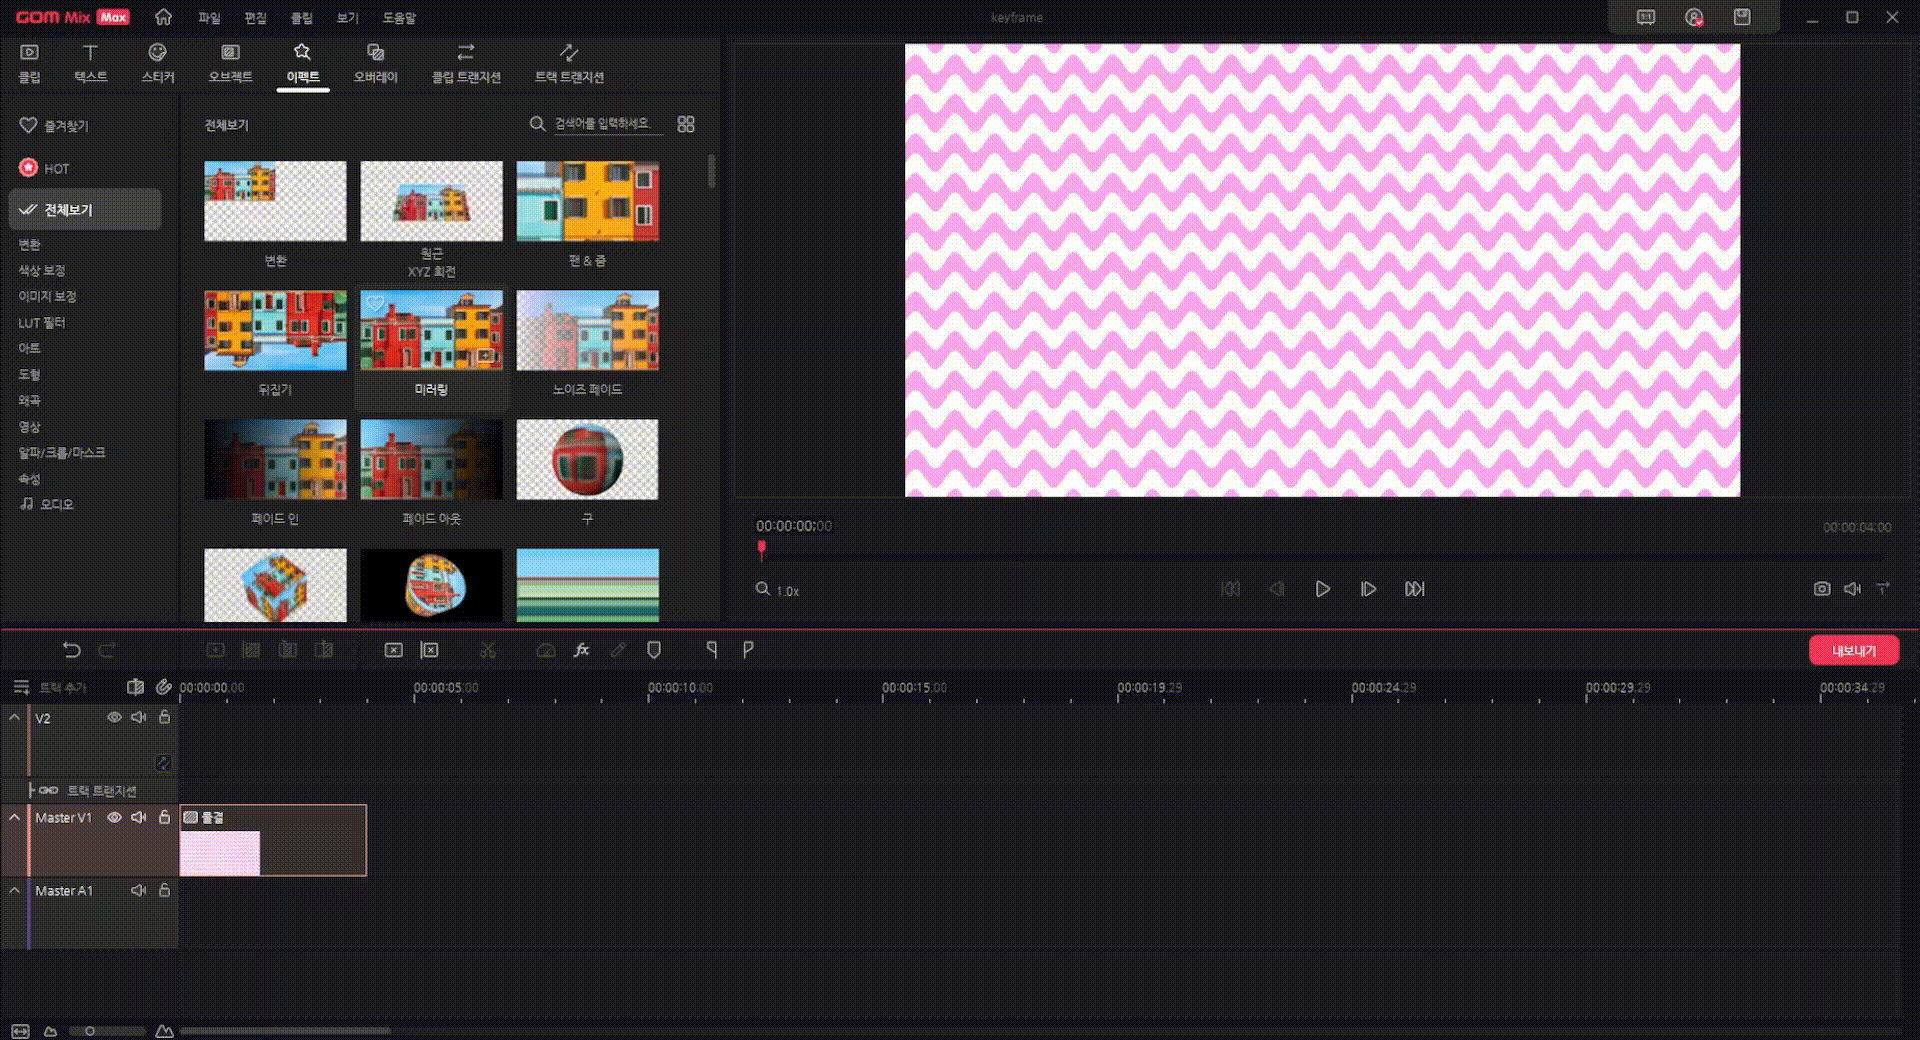 GOM Mix Max
파일 편집 클립 보기 도움말
keyframe
클립 텍스트 스티커 오브젝트 이펙트 오버레이 클립 트랜지션 트랙 트랜지션
즐겨찾기
HOT
전체보기
변환
색상 보정
이미지 보정
LUT 필터
아트
도형
왜곡
영상
알파/크롭/마스크
속성
오디오
전체보기
검색어를 입력하세요.
변환
원근
XYZ 회전
팬 & 줌
뒤집기
미러링
노이즈 페이드
페이드 인
페이드 아웃
구
00:00:00;00
00:00:04;00
1.0x
fx
내보내기
트랙 추가
00:00:00.00 00:00:05.00 00:00:10.00 00:00:15.00 00:00:19.29 00:00:24.29 00:00:29.29 00:00:34.29
V2
트랙 트랜지션
Master V1
물결
Master A1